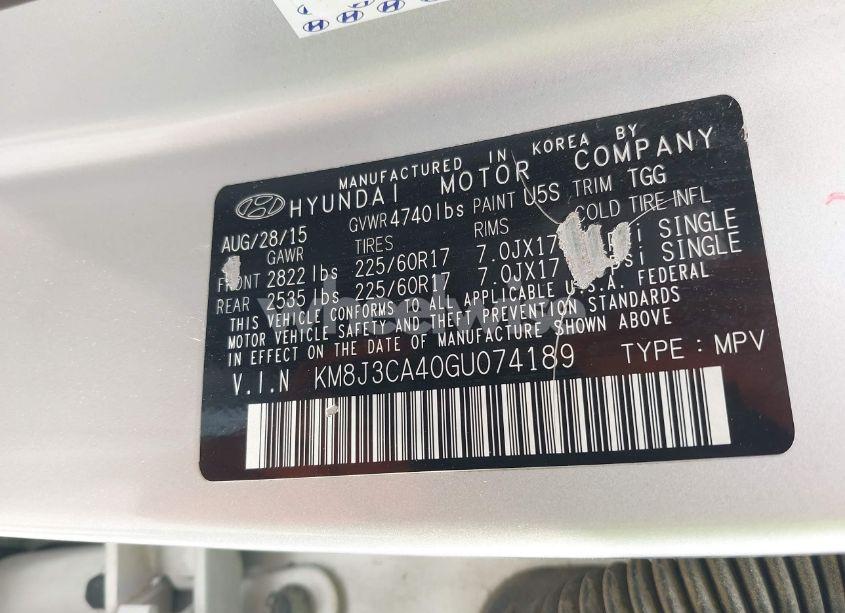 MANUFACTURED IN KOREA BY
HYUNDAI MOTOR COMPANY
AUG/28/15 GVWR 4740lbs PAINT U5S TRIM TGG
GAWR TIRES RIMS COLD TIRE INFL
FRONT 2822 lbs 225/60R17 7.0JX17 SINGLE
REAR 2535 lbs 225/60R17 7.0JX17 PSI SINGLE
THIS VEHICLE CONFORMS TO ALL APPLICABLE U.S.A. FEDERAL
MOTOR VEHICLE SAFETY AND THEFT PREVENTION STANDARDS
IN EFFECT ON THE DATE OF MANUFACTURE SHOWN ABOVE
V.I.N KM8J3CA40GU074189 TYPE : MPV